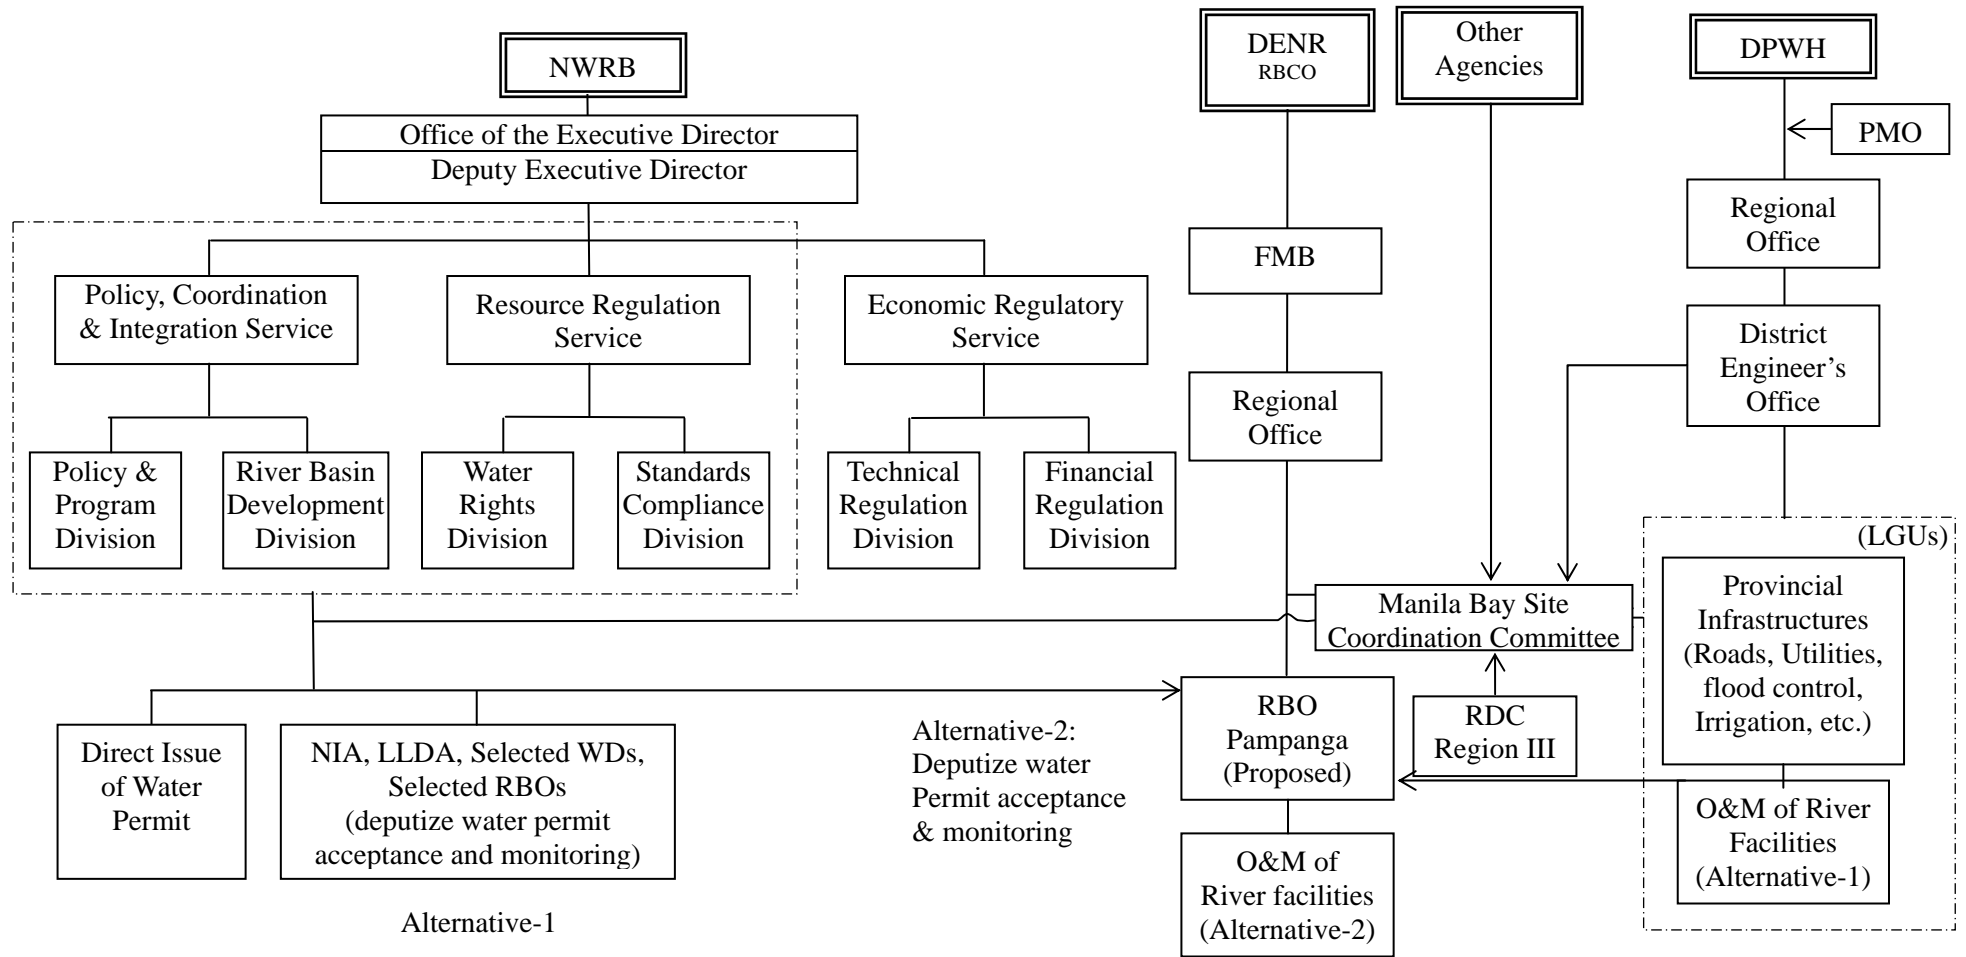 NWRB
DENR
RBCO
Other
Agencies
DPWH
PMO
Office of the Executive Director
Deputy Executive Director
Regional
Office
FMB
Policy, Coordination
& Integration Service
Resource Regulation
Service
Economic Regulatory
Service
District
Engineer’s
Office
Regional
Office
Policy &
Program
Division
River Basin
Development
Division
Water
Rights
Division
Standards
Compliance
Division
Technical
Regulation
Division
Financial
Regulation
Division
(LGUs)
Provincial
Infrastructures
(Roads, Utilities,
flood control,
Irrigation, etc.)
Manila Bay Site
Coordination Committee
RBO
Pampanga
(Proposed)
RDC
Region III
Direct Issue
of Water
Permit
NIA, LLDA, Selected WDs,
Selected RBOs
(deputize water permit
acceptance and monitoring)
Alternative-2:
Deputize water
Permit acceptance
& monitoring
O&M of River
Facilities
(Alternative-1)
O&M of
River facilities
(Alternative-2)
Alternative-1